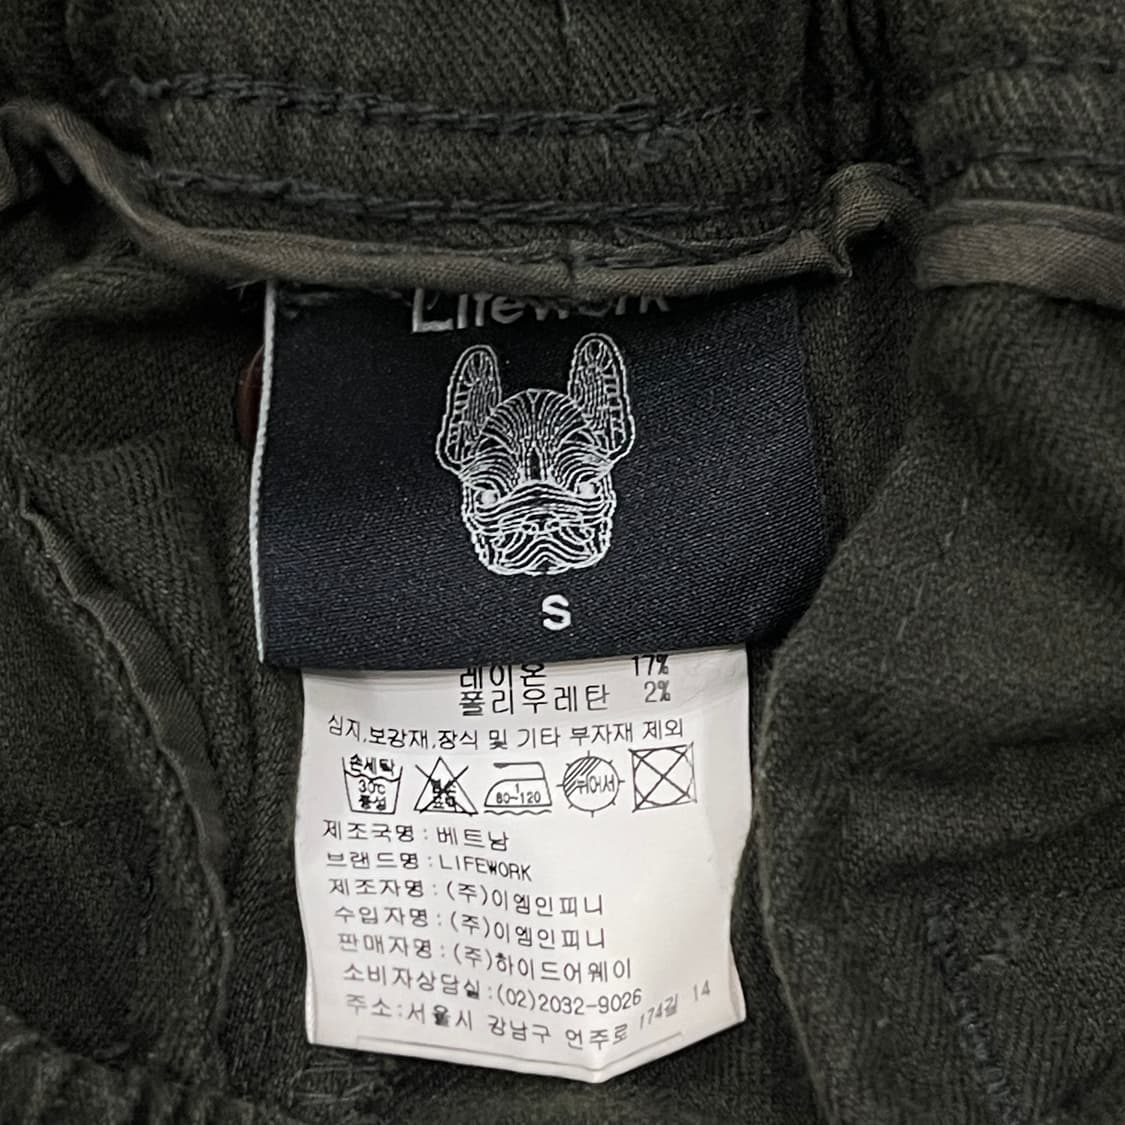 Lifework
S
레이온 17%
폴리우레탄 2%
심지,보강재,장식 및 기타 부자재 제외
손세탁
30℃
중성
1
80~120
뉘어서
제조국명 : 베트남
브랜드명 : LIFEWORK
제조자명 : (주)이엠인피니
수입자명 : (주)이엠인피니
판매자명 : (주)하이드어웨이
소비자상담실 : (02)2032-9026
주소 : 서울시 강남구 언주로 174길 14